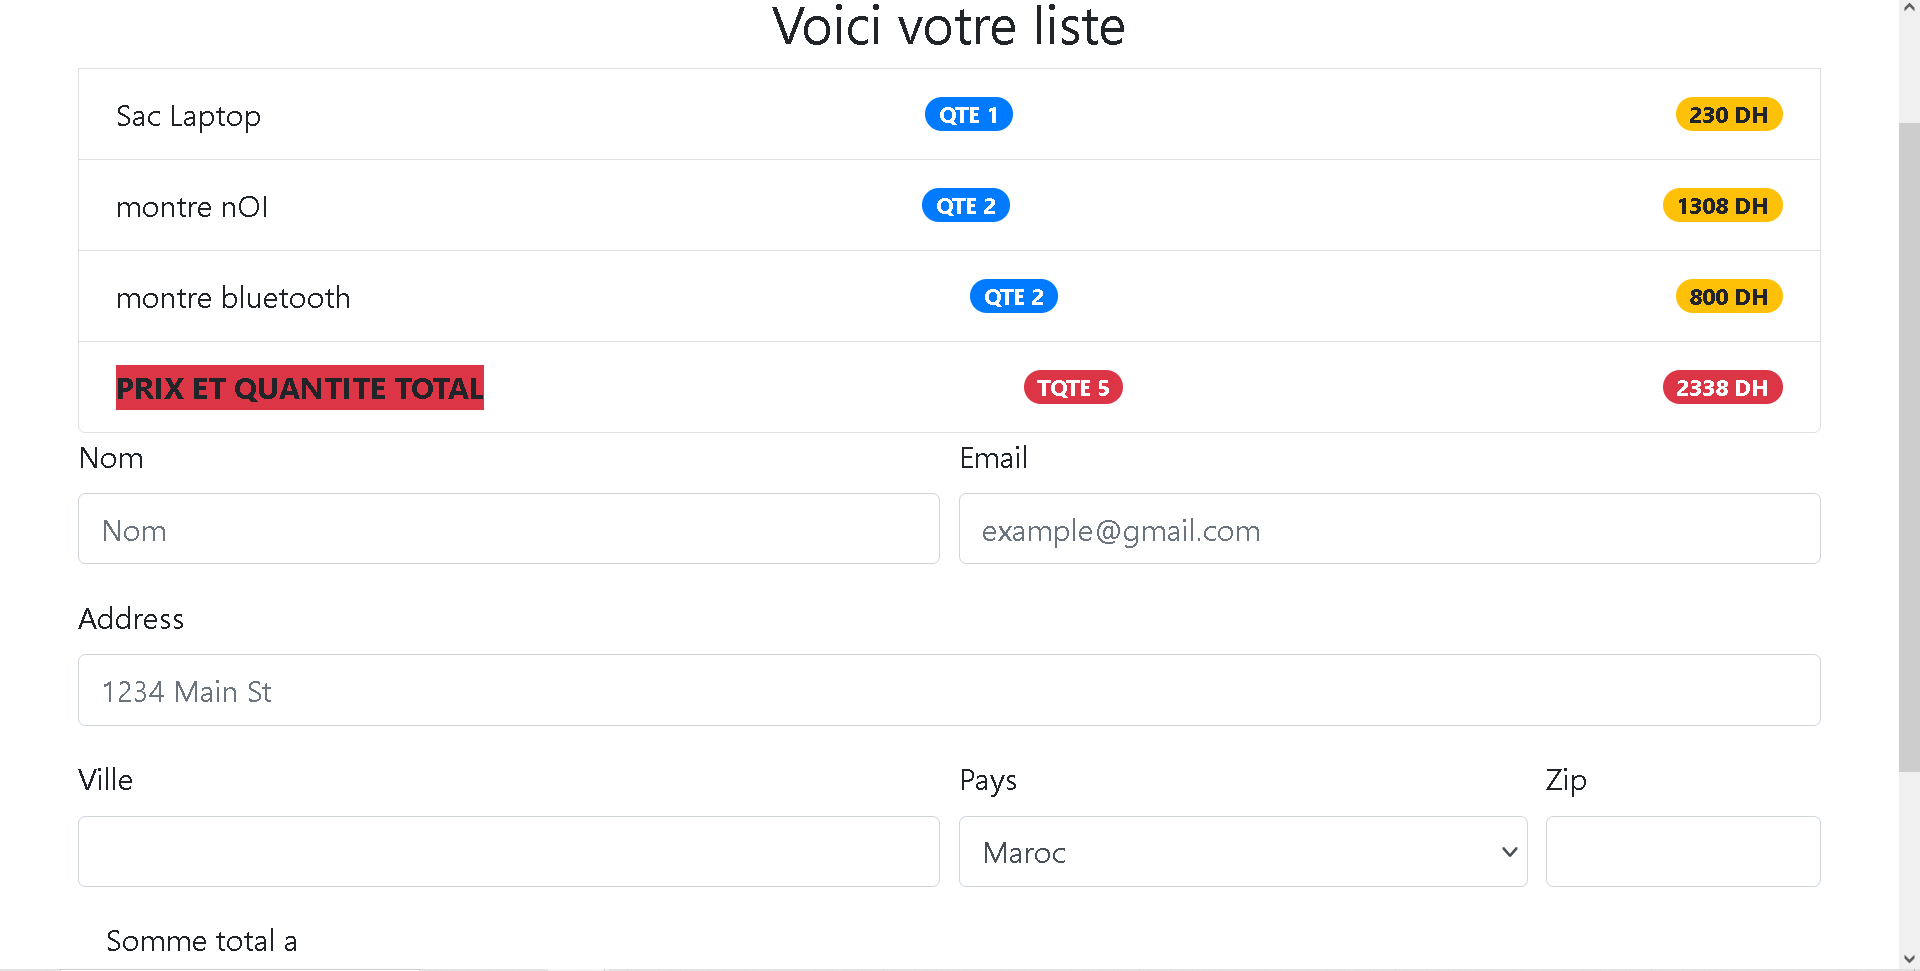 Voici votre liste
Sac Laptop QTE 1 230 DH
montre nOI QTE 2 1308 DH
montre bluetooth QTE 2 800 DH
PRIX ET QUANTITE TOTAL TQTE 5 2338 DH
Nom Email
Nom example@gmail.com
Address
1234 Main St
Ville Pays Zip
Maroc
Somme total a